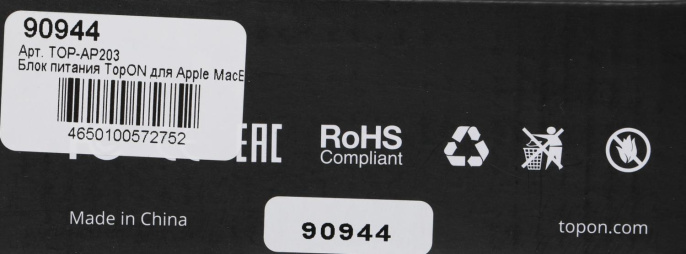 90944
Арт. TOP-AP203
Блок питания TopON для Apple MacB
4650100572752
EAC
RoHS
Compliant
Made in China
90944
topon.com